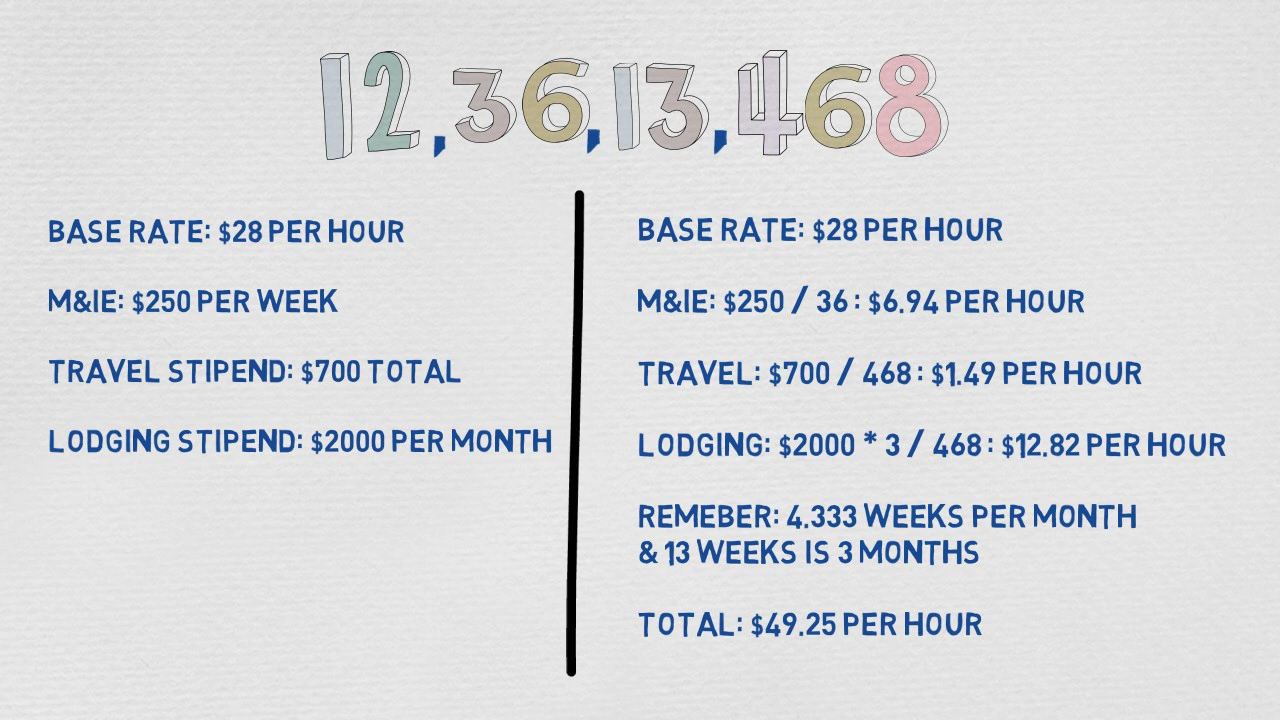 12,36,13,468
BASE RATE: $28 PER HOUR
M&IE: $250 PER WEEK
TRAVEL STIPEND: $700 TOTAL
LODGING STIPEND: $2000 PER MONTH
BASE RATE: $28 PER HOUR
M&IE: $250 / 36 : $6.94 PER HOUR
TRAVEL: $700 / 468 : $1.49 PER HOUR
LODGING: $2000 * 3 / 468 : $12.82 PER HOUR
REMEBER: 4.333 WEEKS PER MONTH
& 13 WEEKS IS 3 MONTHS
TOTAL: $49.25 PER HOUR